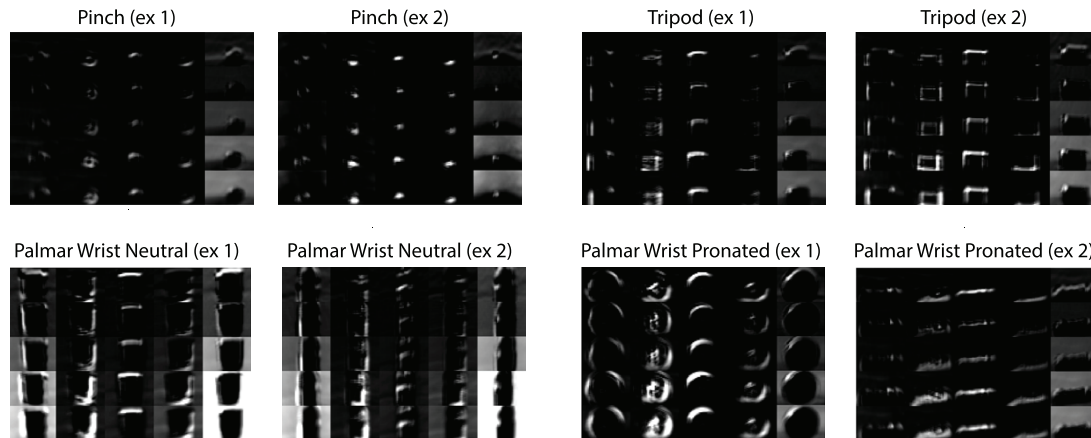 Pinch (ex 1)
Pinch (ex 2)
Tripod (ex 1)
Tripod (ex 2)
Palmar Wrist Neutral (ex 1)
Palmar Wrist Neutral (ex 2)
Palmar Wrist Pronated (ex 1)
Palmar Wrist Pronated (ex 2)